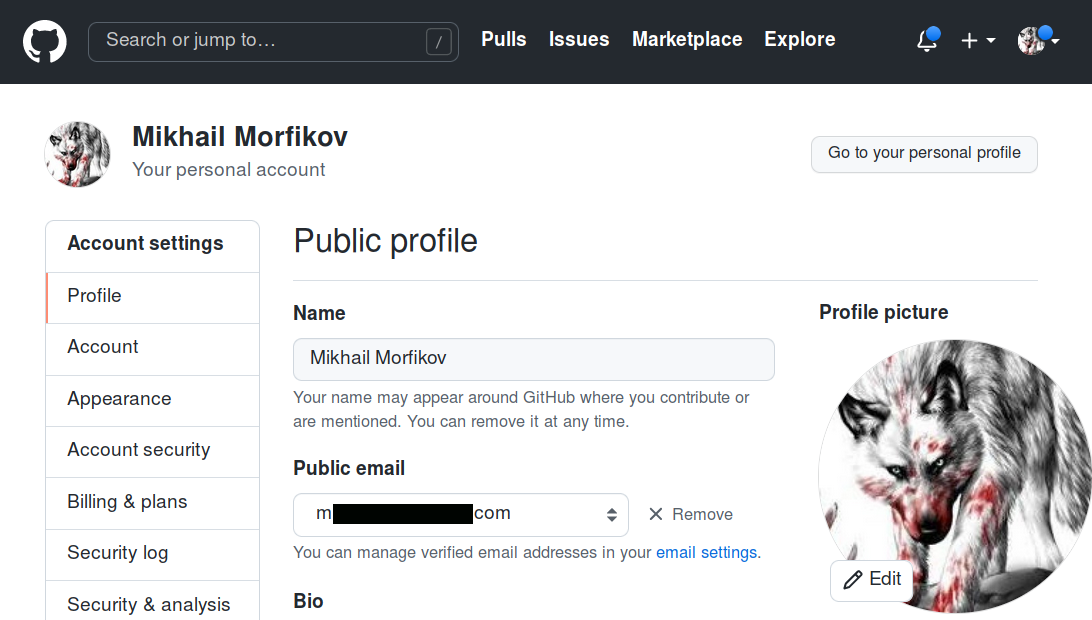 Search or jump to… /
Pulls Issues Marketplace Explore
Mikhail Morfikov
Your personal account
Go to your personal profile
Account settings
Profile
Account
Appearance
Account security
Billing & plans
Security log
Security & analysis
Public profile
Name
Mikhail Morfikov
Your name may appear around GitHub where you contribute or
are mentioned. You can remove it at any time.
Public email
m com
Remove
You can manage verified email addresses in your email settings.
Bio
Profile picture
Edit